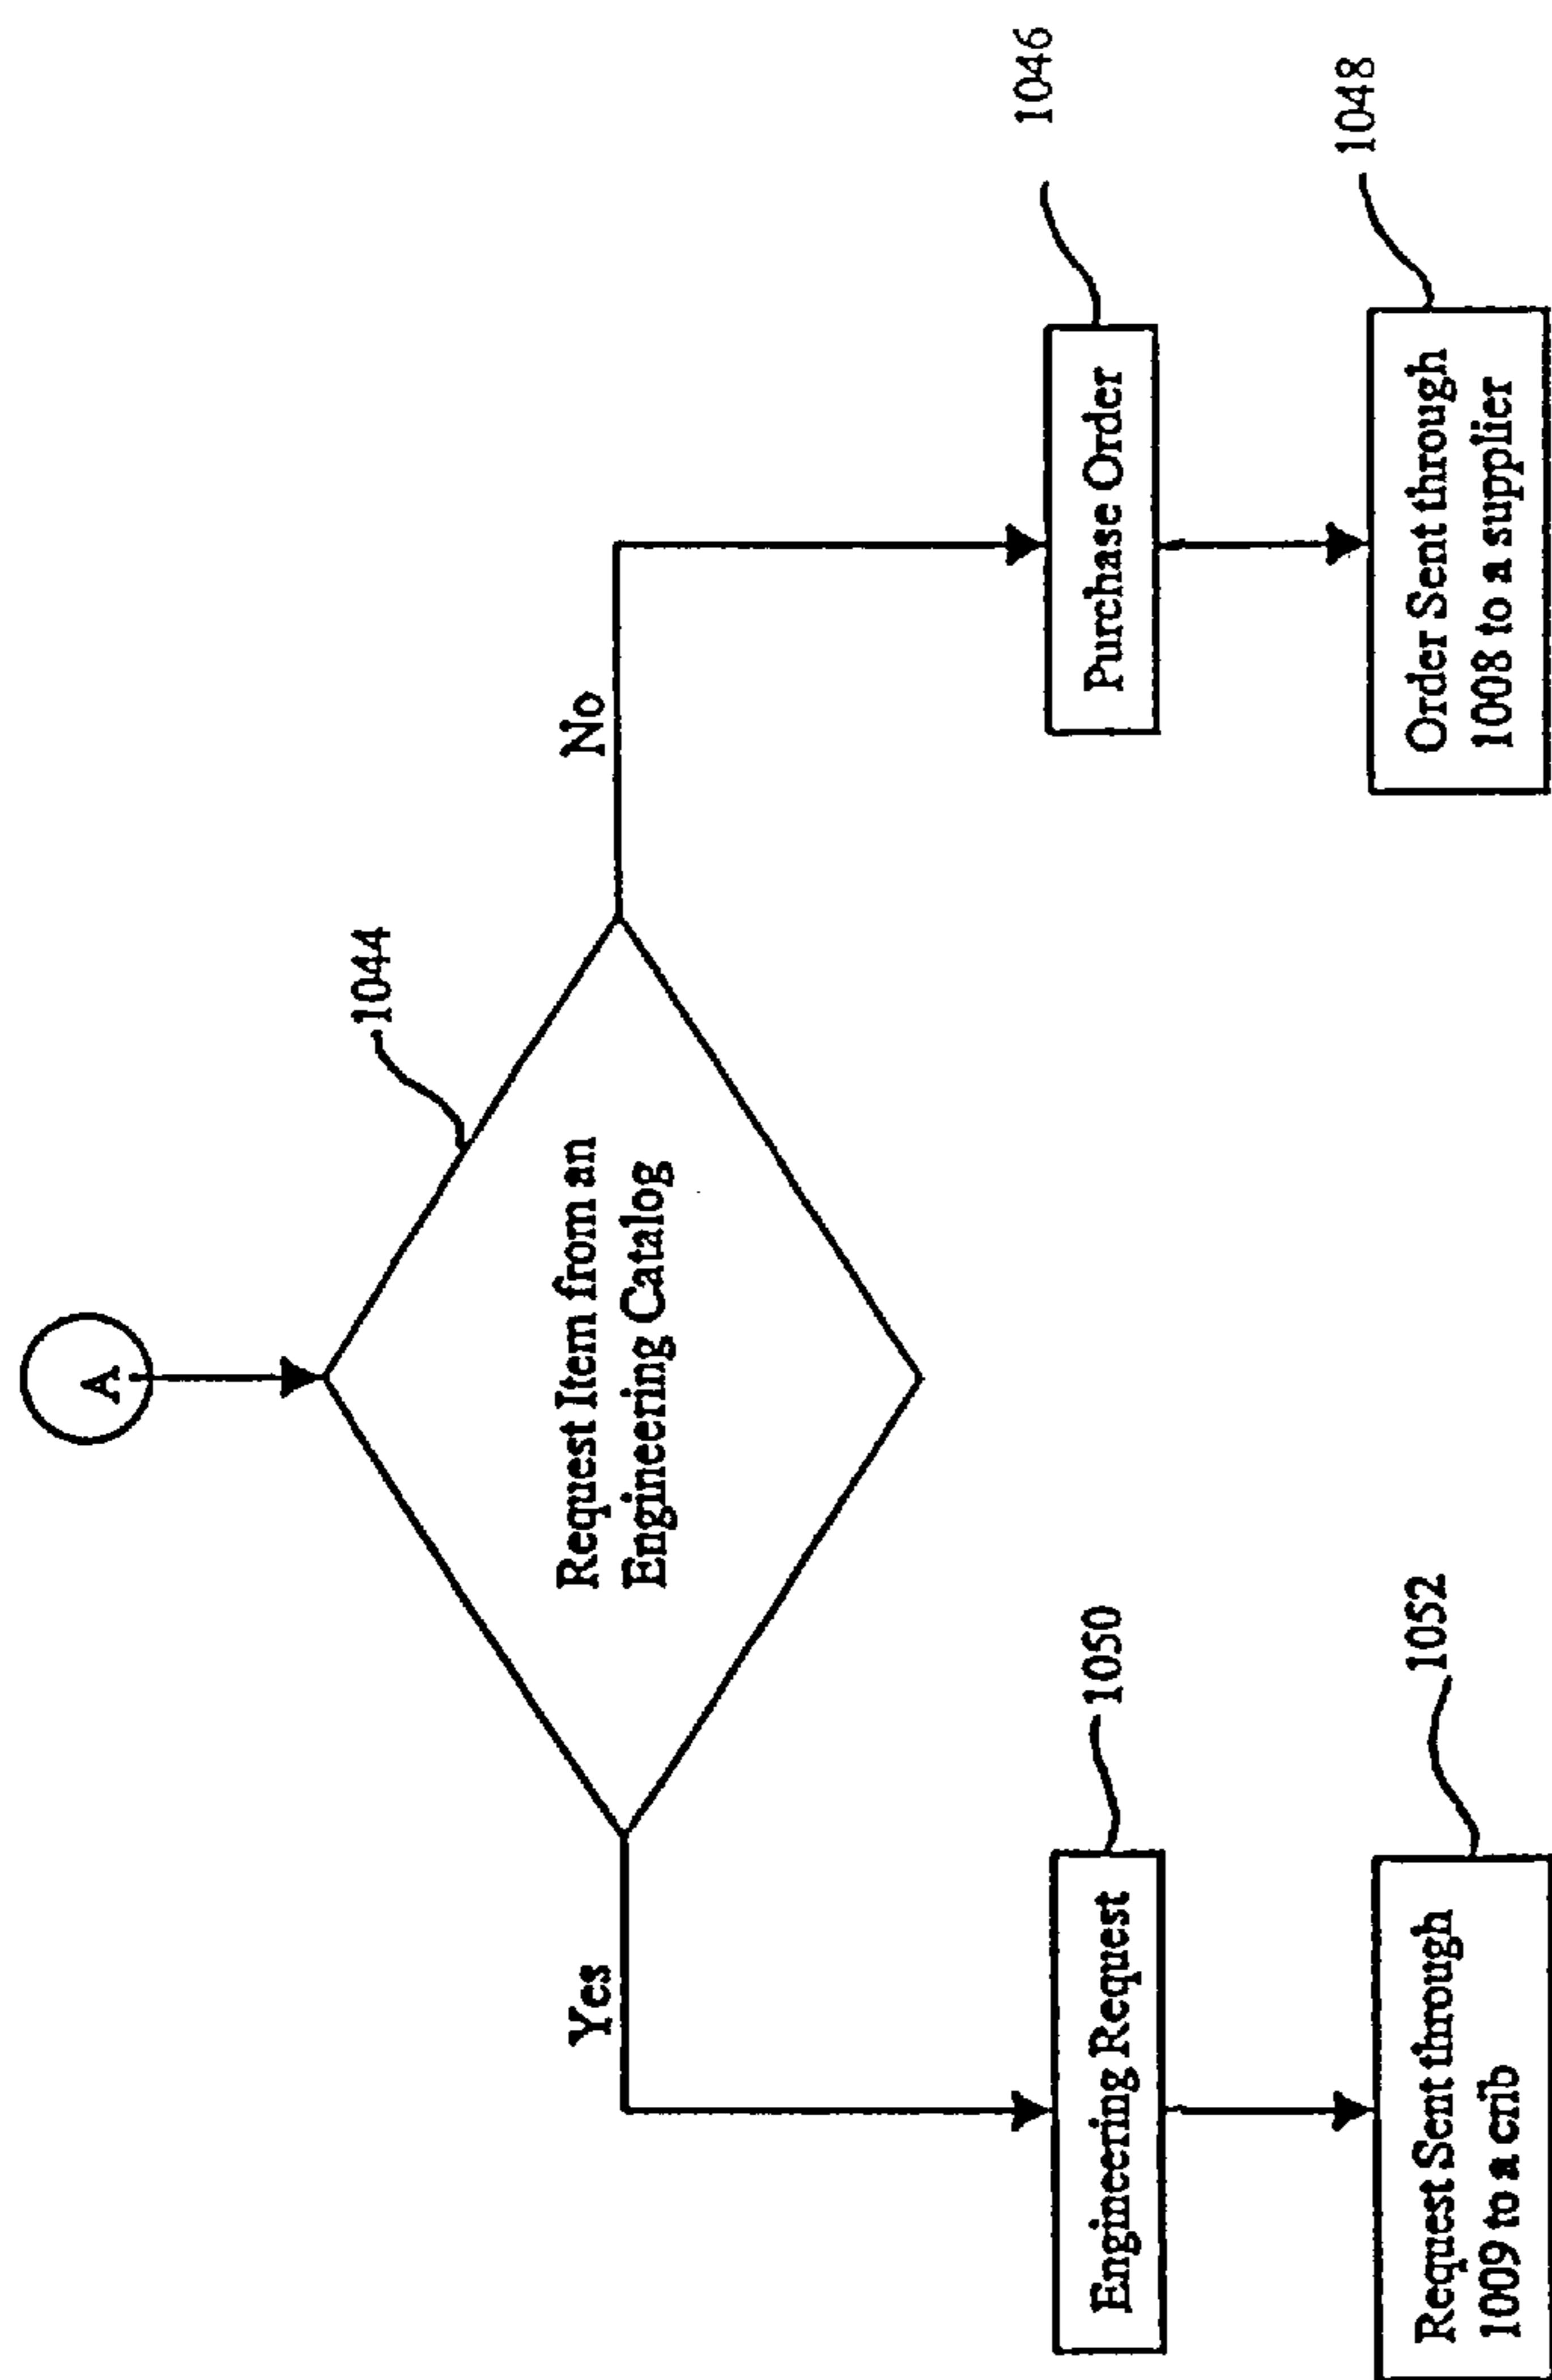 A
1044
Request Item from an
Engineering Catalog
Yes
No
1050
Engineering Request
1046
Purchase Order
1052
Request Sent through
1009 to a crib
1048
Order Sent through
1008 to a supplier